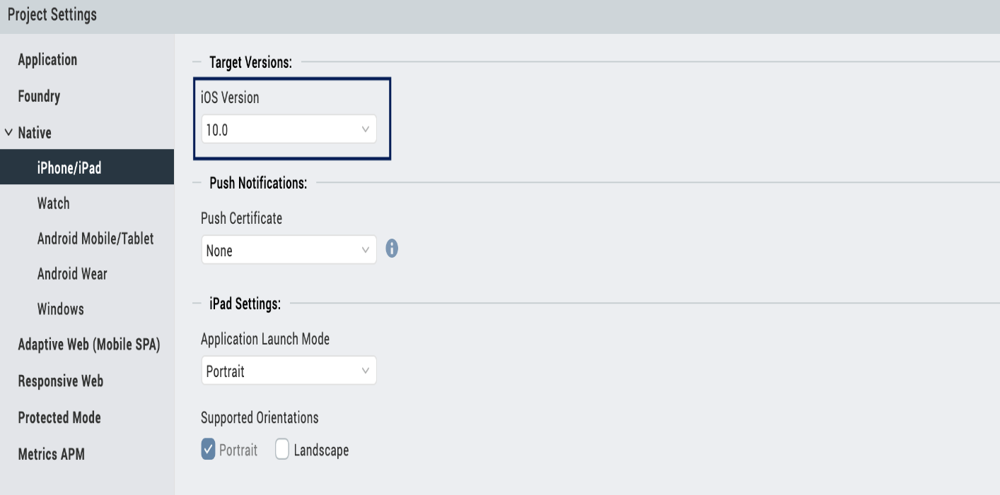 Project Settings
Application
Foundry
Native
iPhone/iPad
Watch
Android Mobile/Tablet
Android Wear
Windows
Adaptive Web (Mobile SPA)
Responsive Web
Protected Mode
Metrics APM
Target Versions:
iOS Version
10.0
Push Notifications:
Push Certificate
None
iPad Settings:
Application Launch Mode
Portrait
Supported Orientations
Portrait Landscape